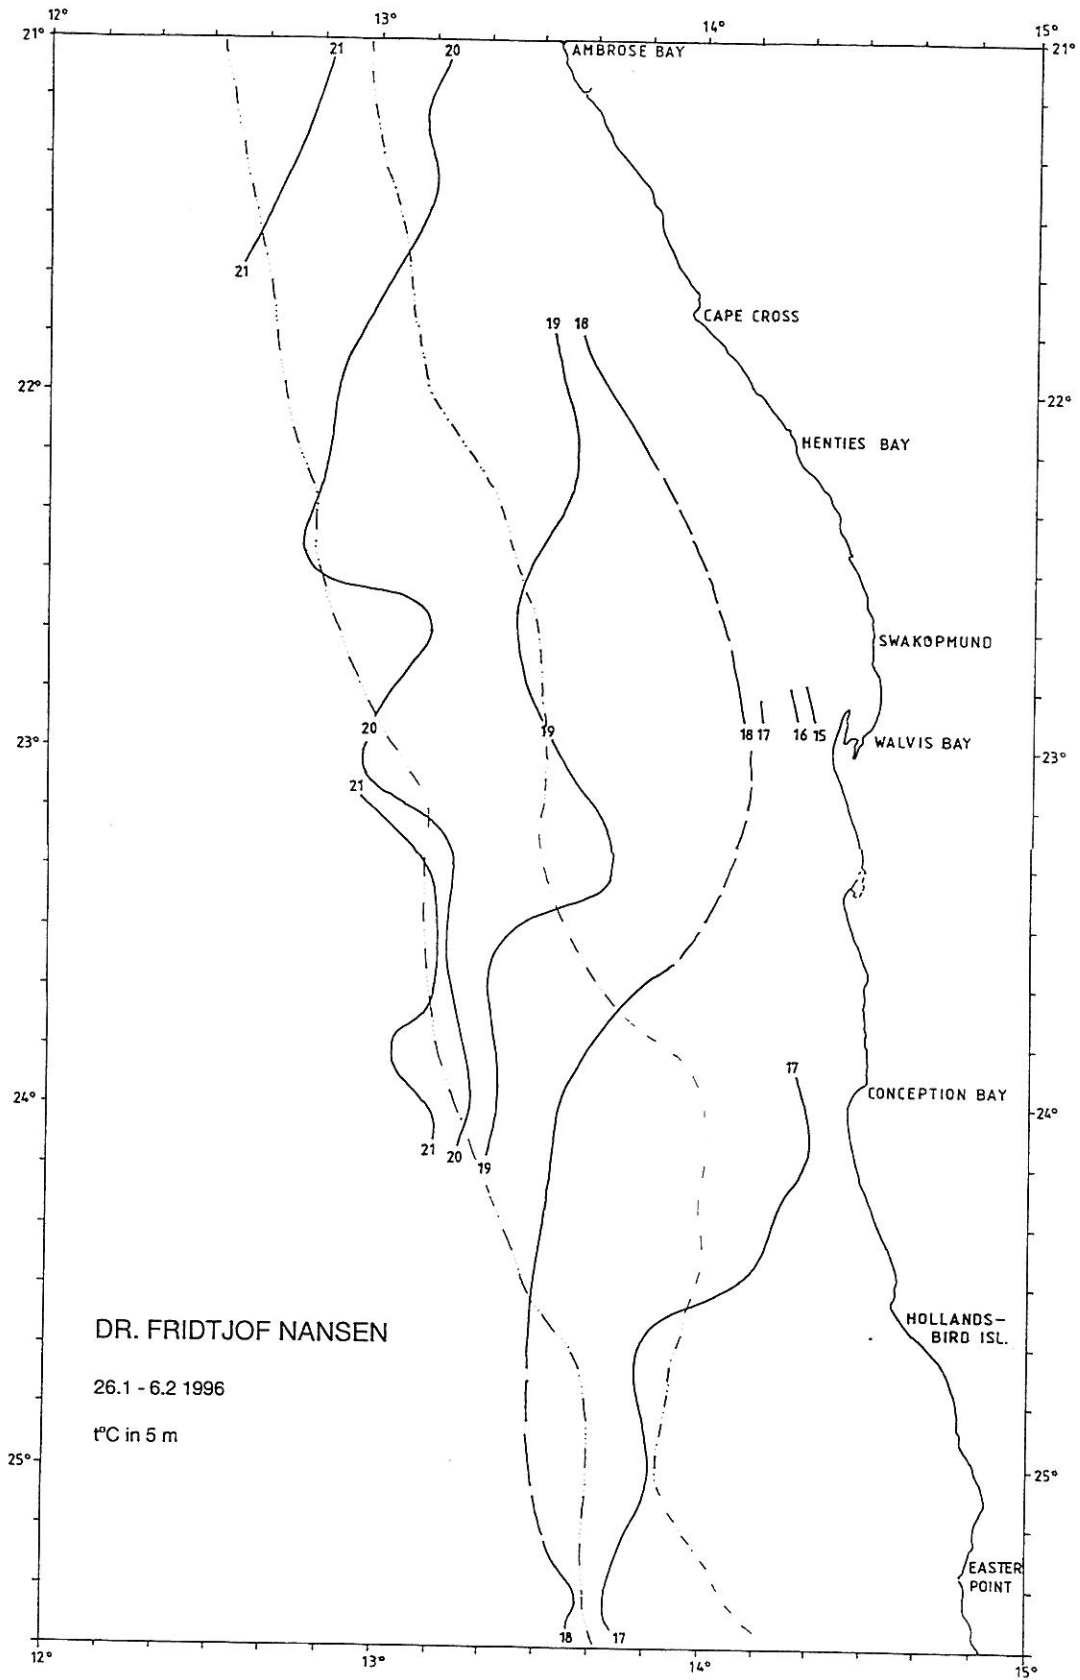 12°
13°
14°
15°
21°
21
20
AMBROSE BAY
21°
21
CAPE CROSS
19
18
22°
22°
HENTIES BAY
SWAKOPMUND
20
19
18
17
16
15
23°
WALVIS BAY
23°
21
17
24°
CONCEPTION BAY
24°
21
20
19
HOLLANDS-
BIRD ISL.
DR. FRIDTJOF NANSEN
26.1 - 6.2 1996
t°C in 5 m
25°
25°
EASTER
POINT
18
17
12°
13°
14°
15°